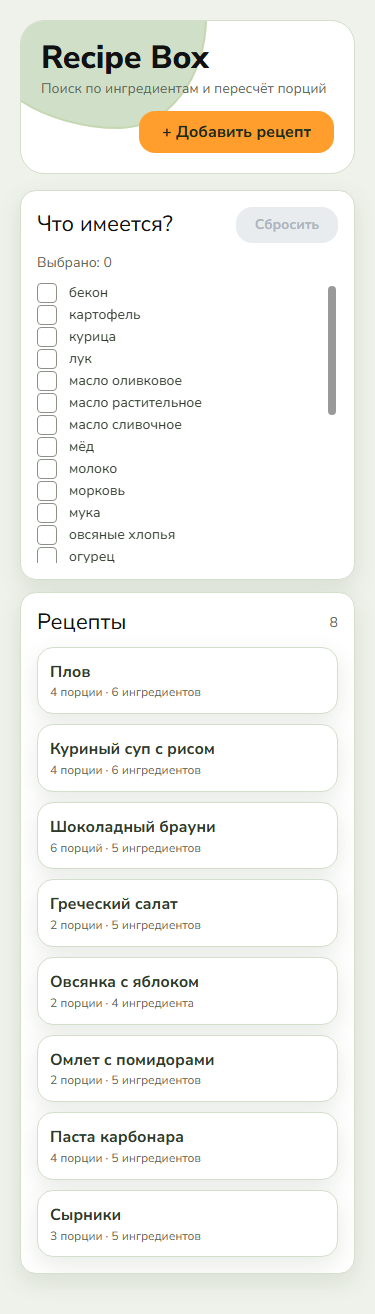 Recipe Box
Поиск по ингредиентам и пересчёт порций
+ Добавить рецепт
Что имеется?
Сбросить
Выбрано: 0
бекон
картофель
курица
лук
масло оливковое
масло растительное
масло сливочное
мёд
молоко
морковь
мука
овсяные хлопья
огурец
Рецепты
8
Плов
4 порции · 6 ингредиентов
Куриный суп с рисом
4 порции · 6 ингредиентов
Шоколадный брауни
6 порций · 5 ингредиентов
Греческий салат
2 порции · 5 ингредиентов
Овсянка с яблоком
2 порции · 4 ингредиента
Омлет с помидорами
2 порции · 5 ингредиентов
Паста карбонара
4 порции · 5 ингредиентов
Сырники
3 порции · 5 ингредиентов